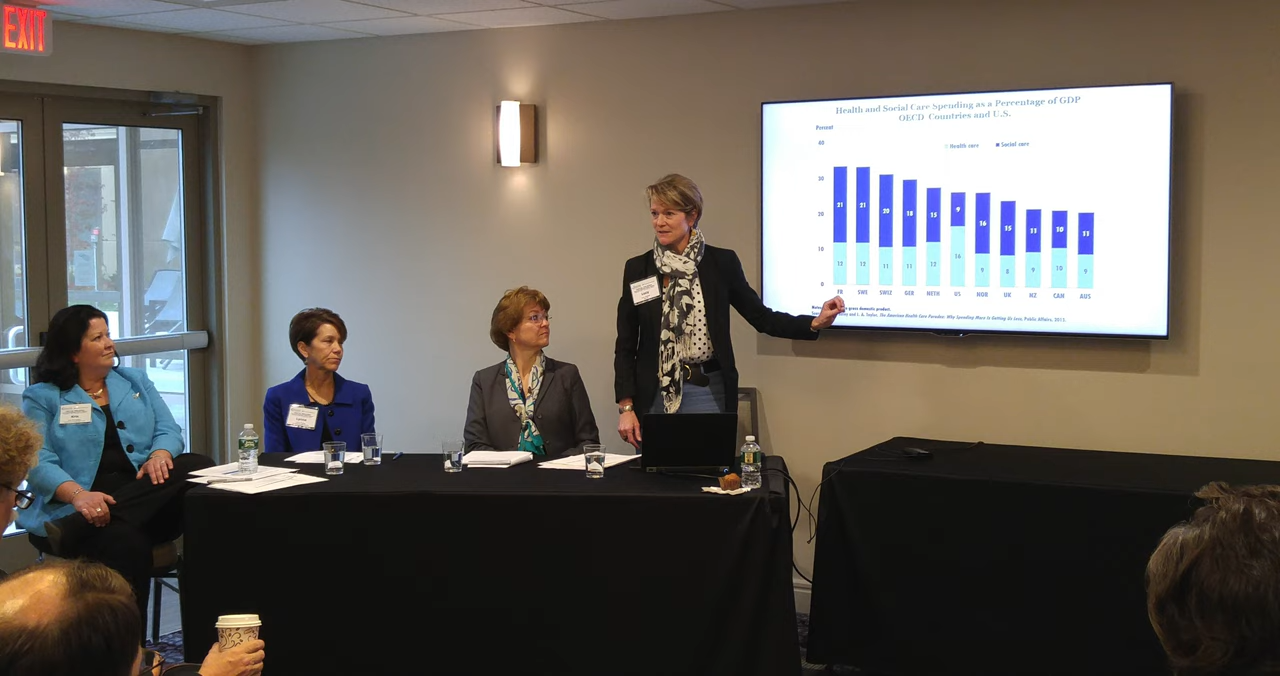 EXIT
Health and Social Care Spending as a Percentage of GDP
OECD Countries and U.S.
Percent
Health care
Social care
40
30
20
10
0
21 21 20 18 15 9 16 15 11 10 11
12 12 11 11 12 16 9 8 9 10 9
FR SWE SWIZ GER NETH US NOR UK NZ CAN AUS
gross domestic product
and L. A. Taylor, The American Health Care Paradox: Why Spending More Is Getting Us Less, Public Affairs, 2013.